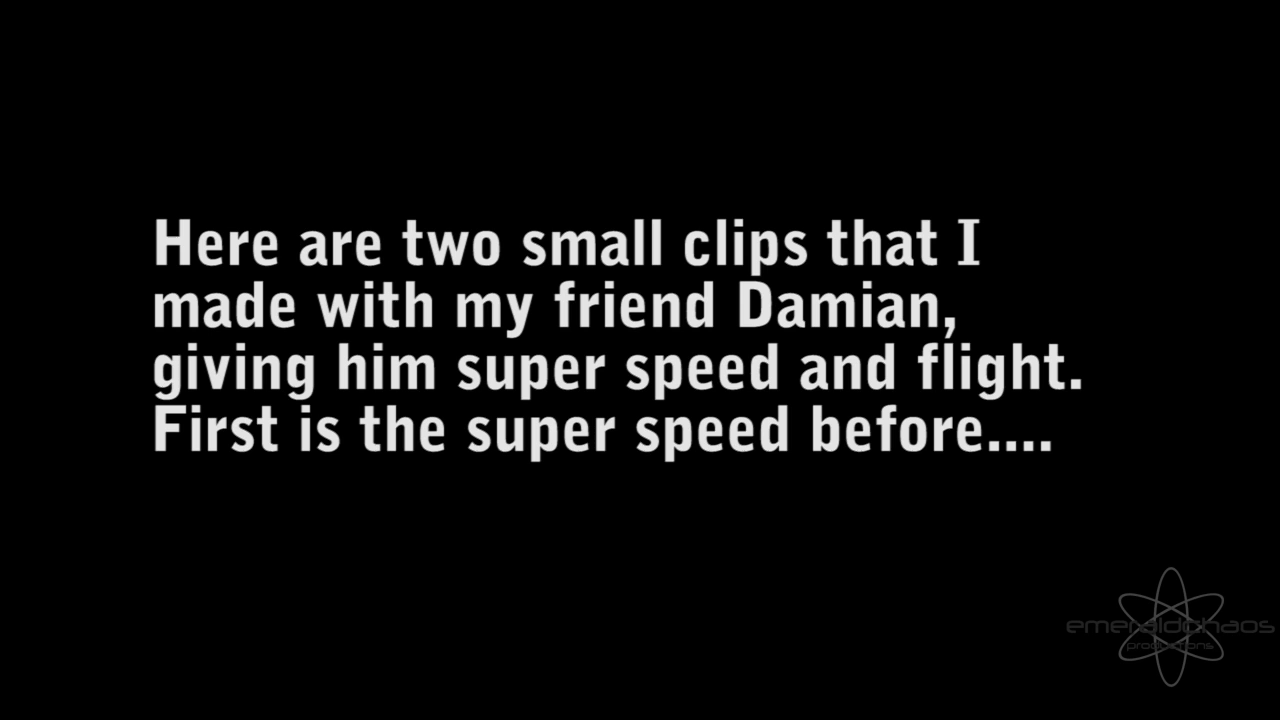 Here are two small clips that I
made with my friend Damian,
giving him super speed and flight.
First is the super speed before....
emeraldchaos
productions